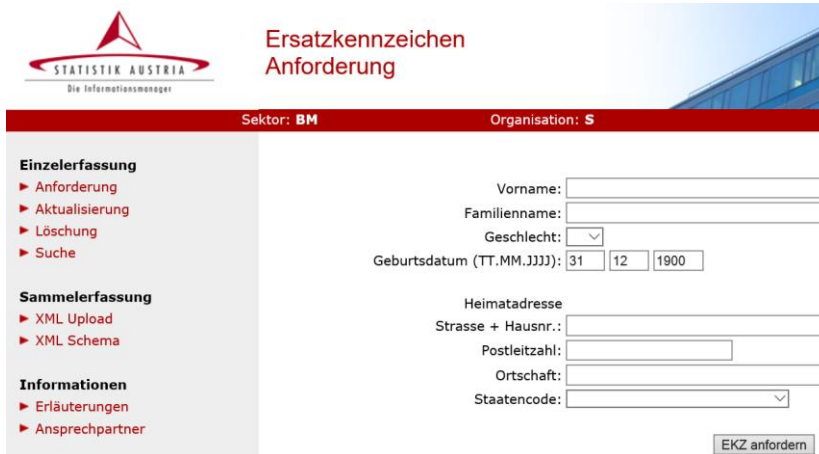 STATISTIK AUSTRIA
Die Informationsmanager
Ersatzkennzeichen
Anforderung
Sektor: BM Organisation: S
Einzelerfassung
► Anforderung
► Aktualisierung
► Löschung
► Suche
Sammelerfassung
► XML Upload
► XML Schema
Informationen
► Erläuterungen
► Ansprechpartner
Vorname:
Familienname:
Geschlecht:
Geburtsdatum (TT.MM.JJJJ): 31 12 1900
Heimatadresse
Strasse + Hausnr.:
Postleitzahl:
Ortschaft:
Staatencode:
EKZ anfordern